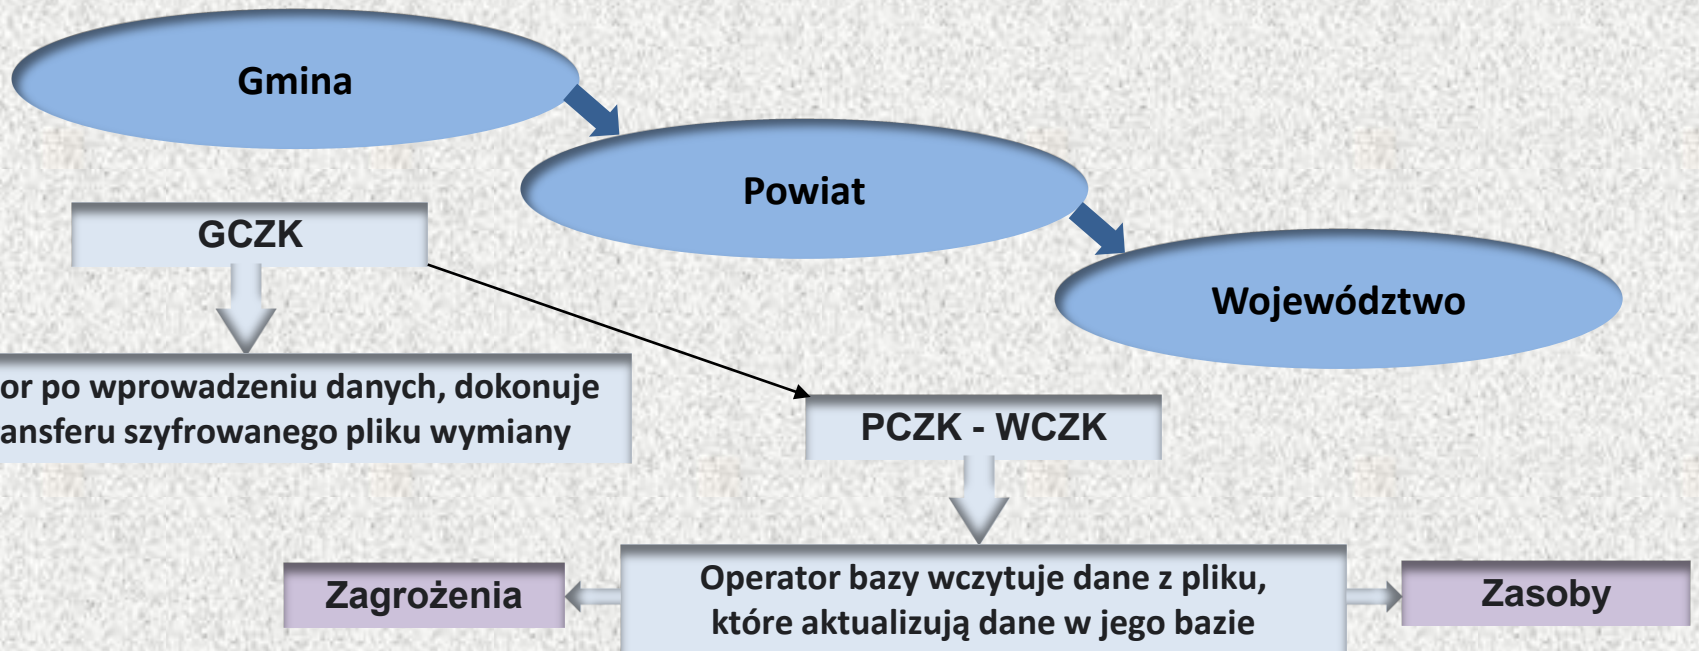 Gmina
Powiat
Województwo
GCZK
or po wprowadzeniu danych, dokonuje
ansferu szyfrowanego pliku wymiany
PCZK - WCZK
Operator bazy wczytuje dane z pliku,
które aktualizują dane w jego bazie
Zagrożenia
Zasoby